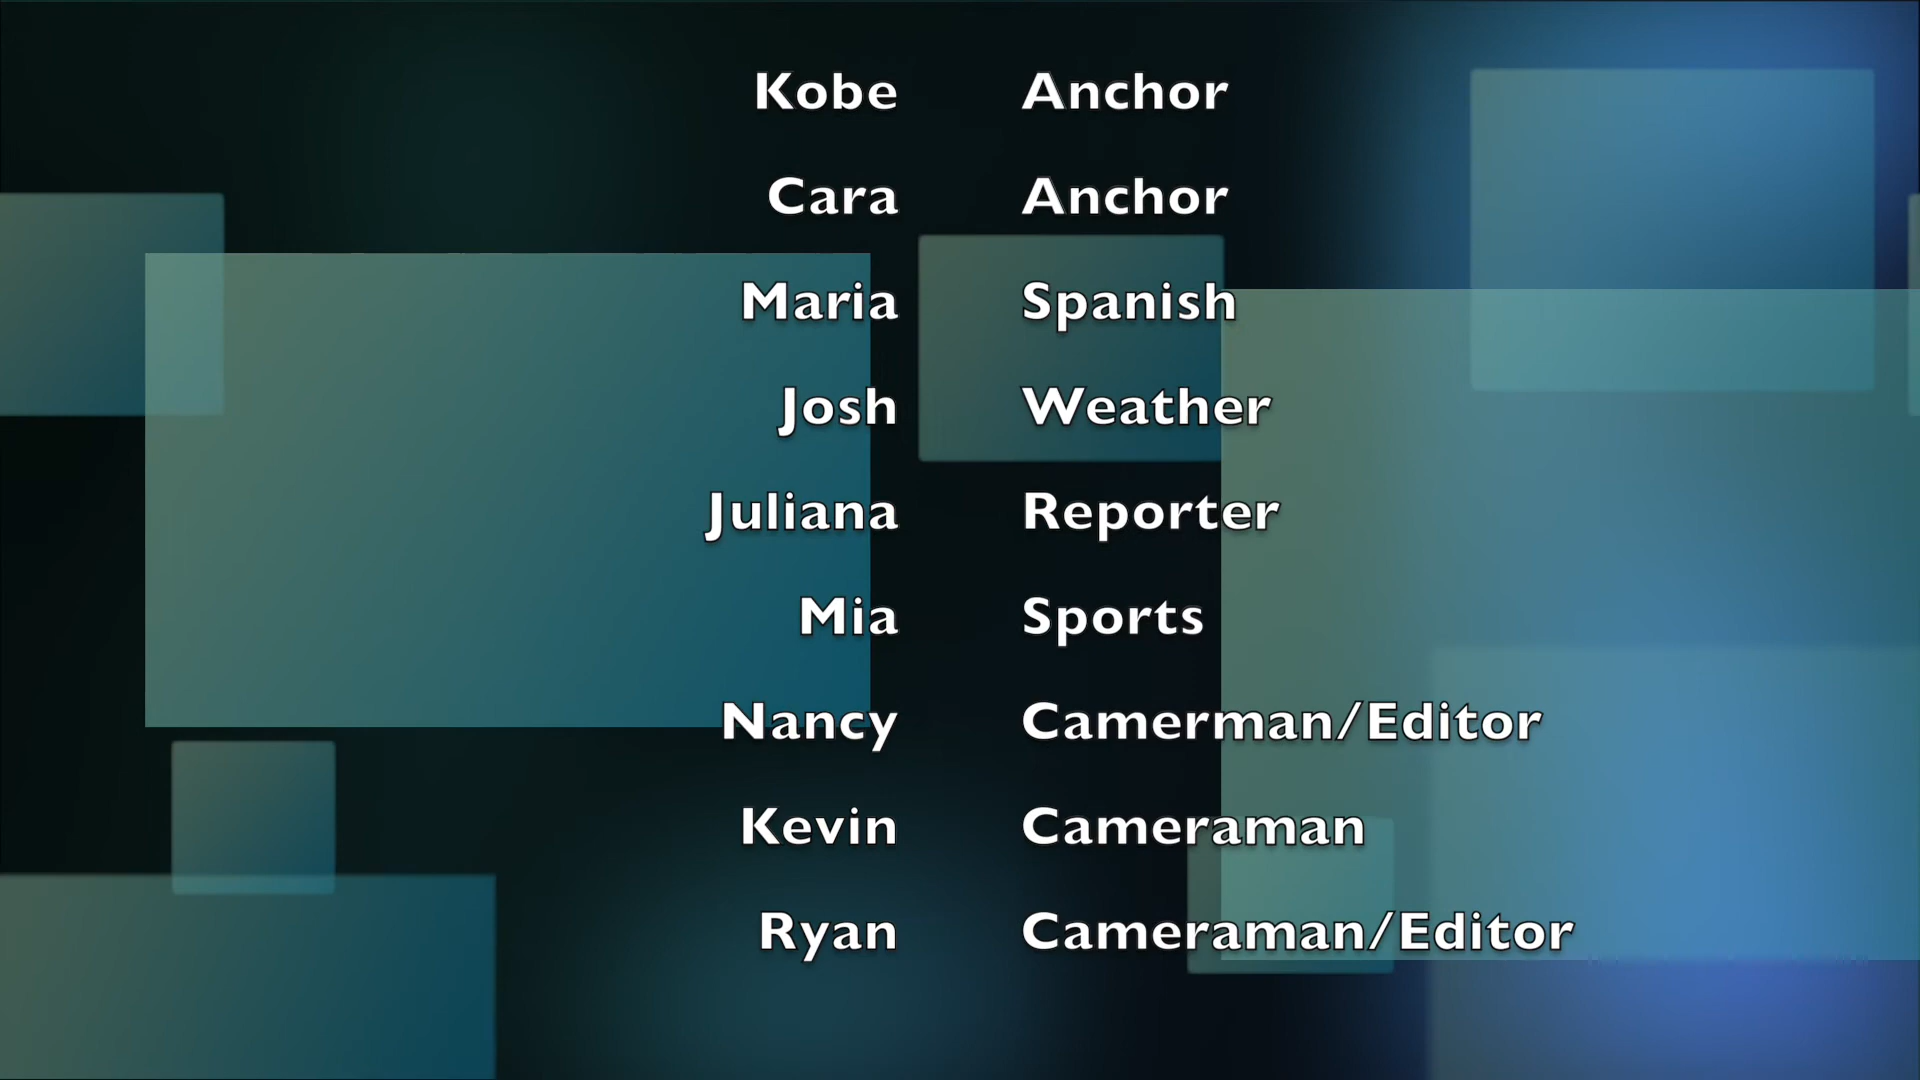 Kobe Anchor
Cara Anchor
Maria Spanish
Josh Weather
Juliana Reporter
Mia Sports
Nancy Camerman/Editor
Kevin Cameraman
Ryan Cameraman/Editor